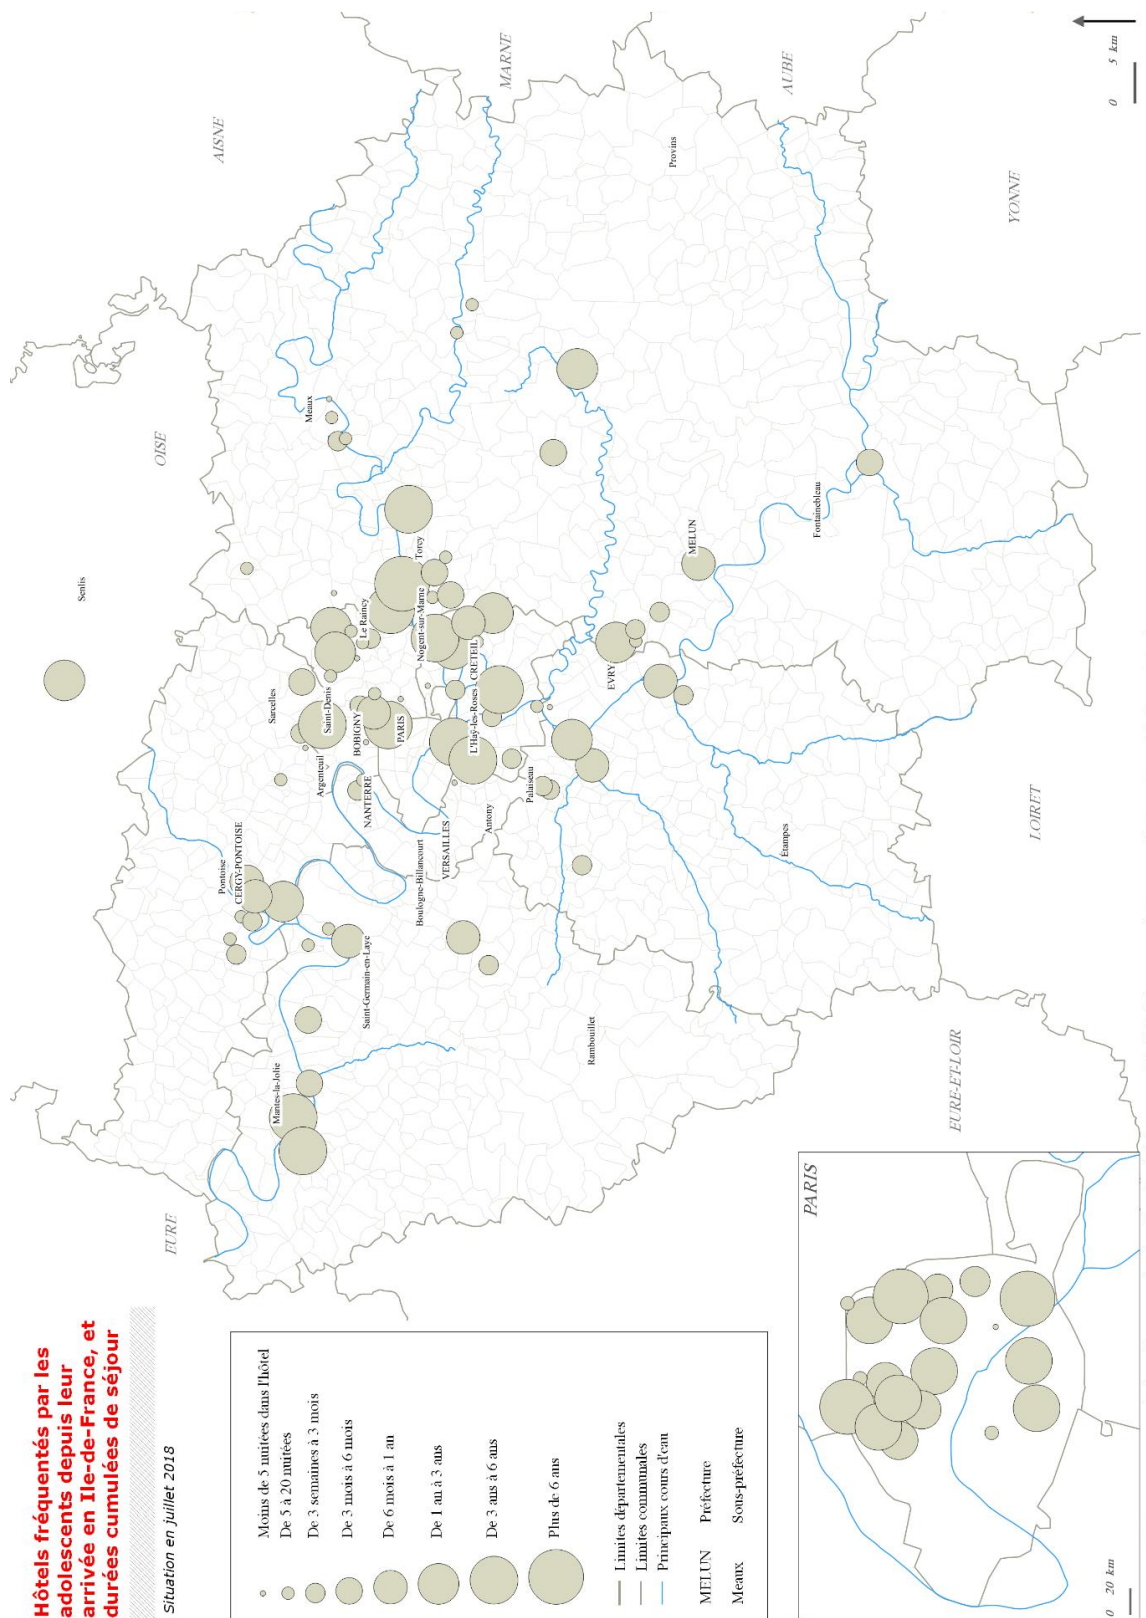 Hôtels fréquentés par les
adolescents depuis leur
arrivée en Ile-de-France, et
durées cumulées de séjour
Situation en juillet 2018
Moins de 5 nuitées dans l'hôtel
De 5 à 20 nuitées
De 3 semaines à 3 mois
De 3 mois à 6 mois
De 6 mois à 1 an
De 1 an à 3 ans
De 3 ans à 6 ans
Plus de 6 ans
Limites départementales
Limites communales
Principaux cours d'eau
MELUN Préfecture
Meaux Sous-préfecture
EURE
OISE
AISNE
MARNE
AUBE
YONNE
LOIRET
EURE-ET-LOIR
Senlis
Mantes-la-Jolie
Pontoise
CERGY-PONTOISE
Saint-Germain-en-Laye
Argenteuil
Sarcelles
Saint-Denis
BOBIGNY
NANTERRE
PARIS
Le Raincy
Meaux
Torcy
Nogent-sur-Marne
CRETEIL
L'Haÿ-les-Roses
Boulogne-Billancourt
VERSAILLES
Antony
Palaiseau
Rambouillet
EVRY
MELUN
Étampes
Fontainebleau
Provins
0 5 km
PARIS
0 20 km